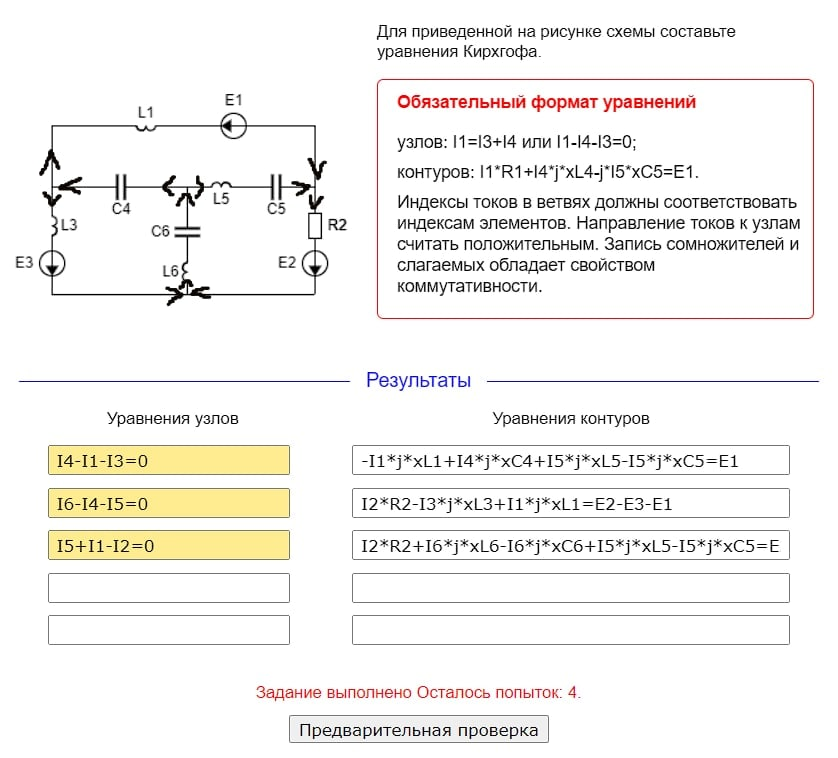 Для приведенной на рисунке схемы составьте
уравнения Кирхгофа.
Обязательный формат уравнений
узлов: I1=I3+I4 или I1-I4-I3=0;
контуров: I1*R1+I4*j*xL4-j*I5*xC5=E1.
Индексы токов в ветвях должны соответствовать
индексам элементов. Направление токов к узлам
считать положительным. Запись сомножителей и
слагаемых обладает свойством
коммутативности.
L1
E1
C4
L5
C5
L3
C6
R2
E3
L6
E2
Результаты
Уравнения узлов
Уравнения контуров
I4-I1-I3=0
-I1*j*xL1+I4*j*xC4+I5*j*xL5-I5*j*xC5=E1
I6-I4-I5=0
I2*R2-I3*j*xL3+I1*j*xL1=E2-E3-E1
I5+I1-I2=0
I2*R2+I6*j*xL6-I6*j*xC6+I5*j*xL5-I5*j*xC5=E
Задание выполнено Осталось попыток: 4.
Предварительная проверка